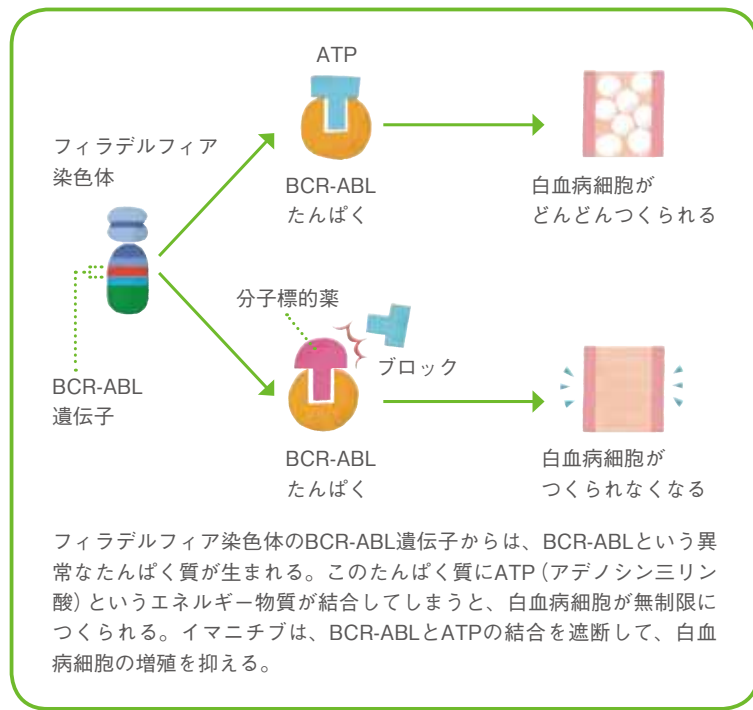 ATP
フィラデルフィア
染色体
BCR-ABL
たんぱく
白血病細胞が
どんどんつくられる
分子標的薬
ブロック
BCR-ABL
遺伝子
BCR-ABL
たんぱく
白血病細胞が
つくられなくなる
フィラデルフィア染色体のBCR-ABL遺伝子からは、BCR-ABLという異
常なたんぱく質が生まれる。このたんぱく質にATP（アデノシン三リン
酸）というエネルギー物質が結合してしまうと、白血病細胞が無制限に
つくられる。イマニチブは、BCR-ABLとATPの結合を遮断して、白血
病細胞の増殖を抑える。